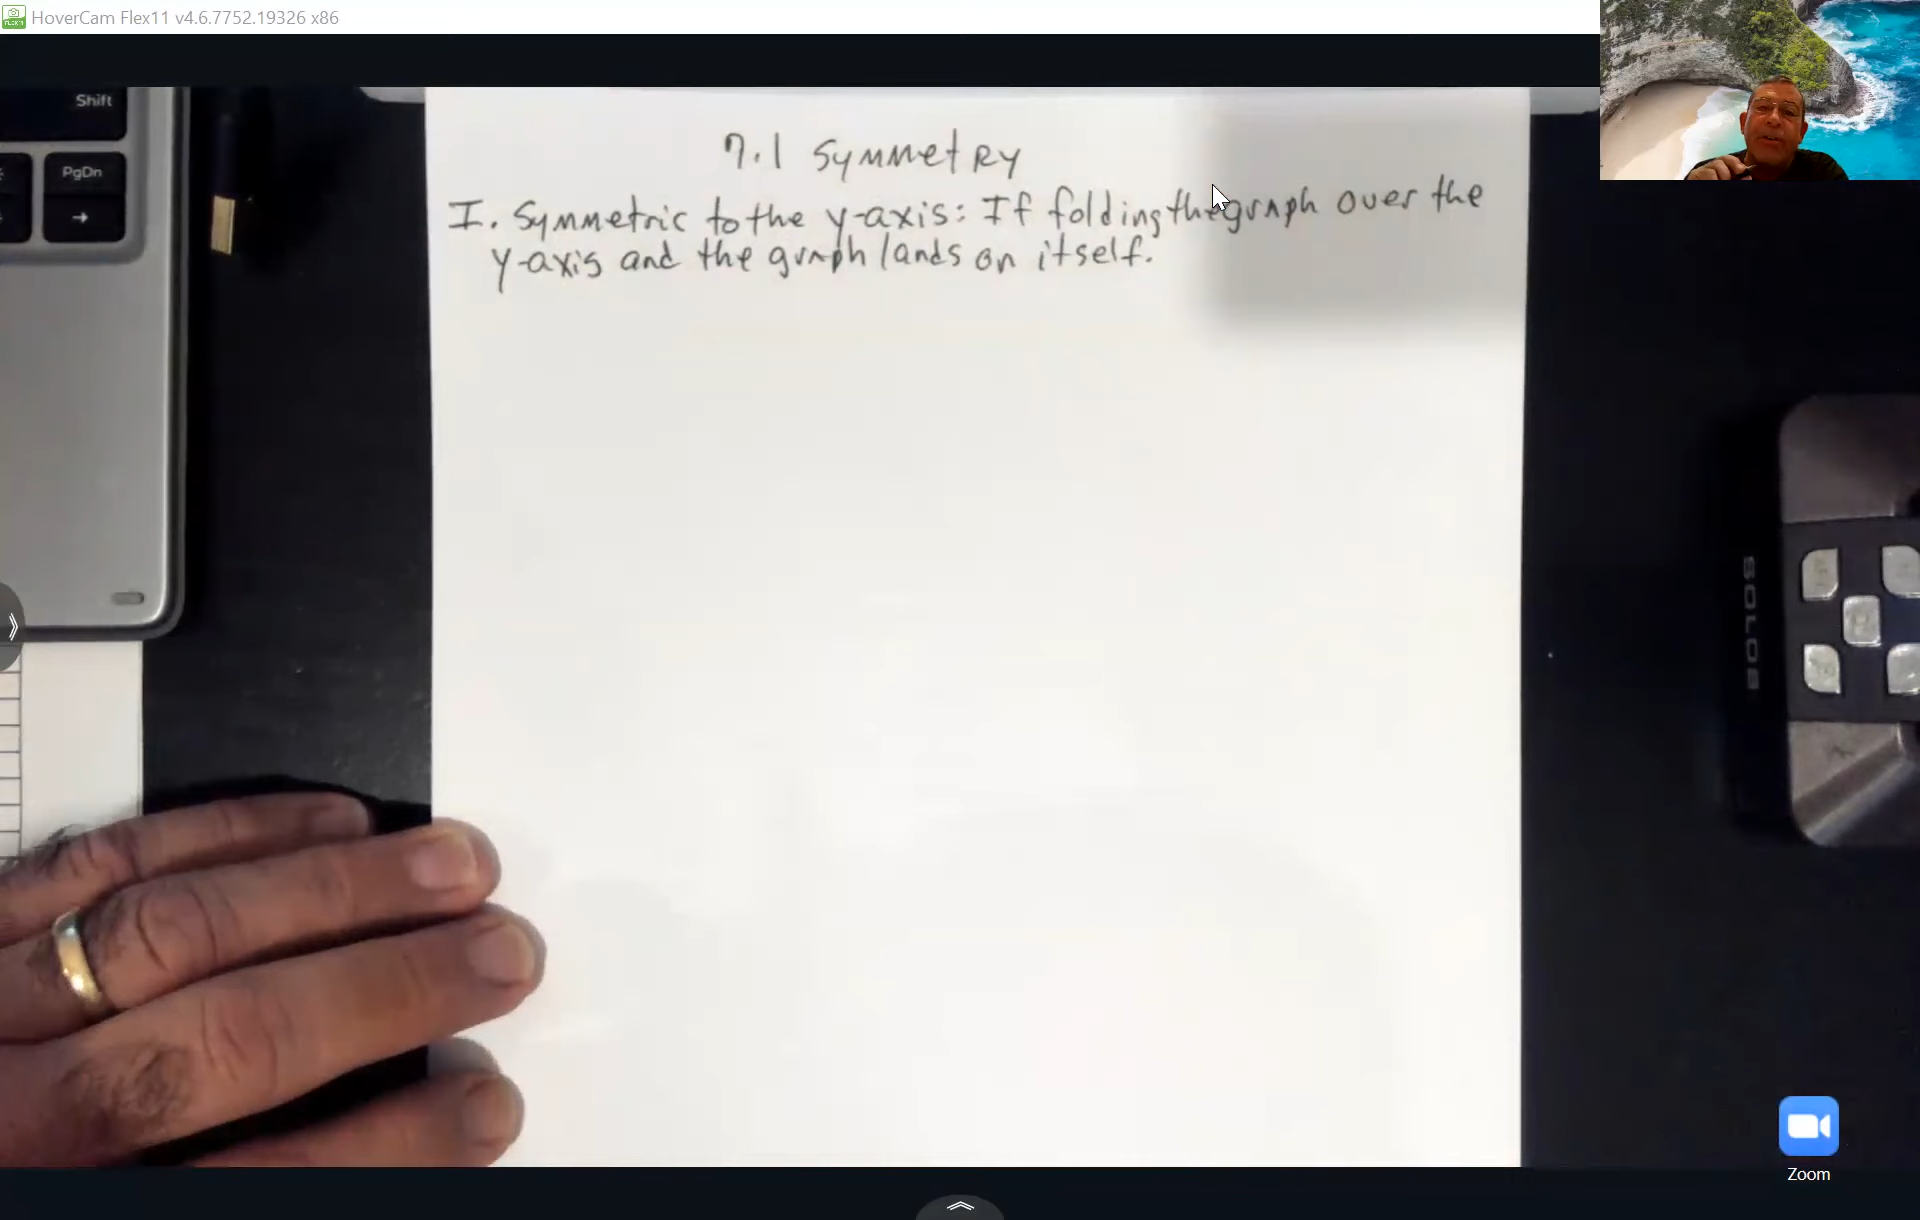 HoverCam Flex11 v4.6.7752.19326 x86
Shift
PgDn
7.1 Symmetry
I. Symmetric to the y-axis: If folding the graph over the
y-axis and the graph lands on itself.
SOLO8
Zoom